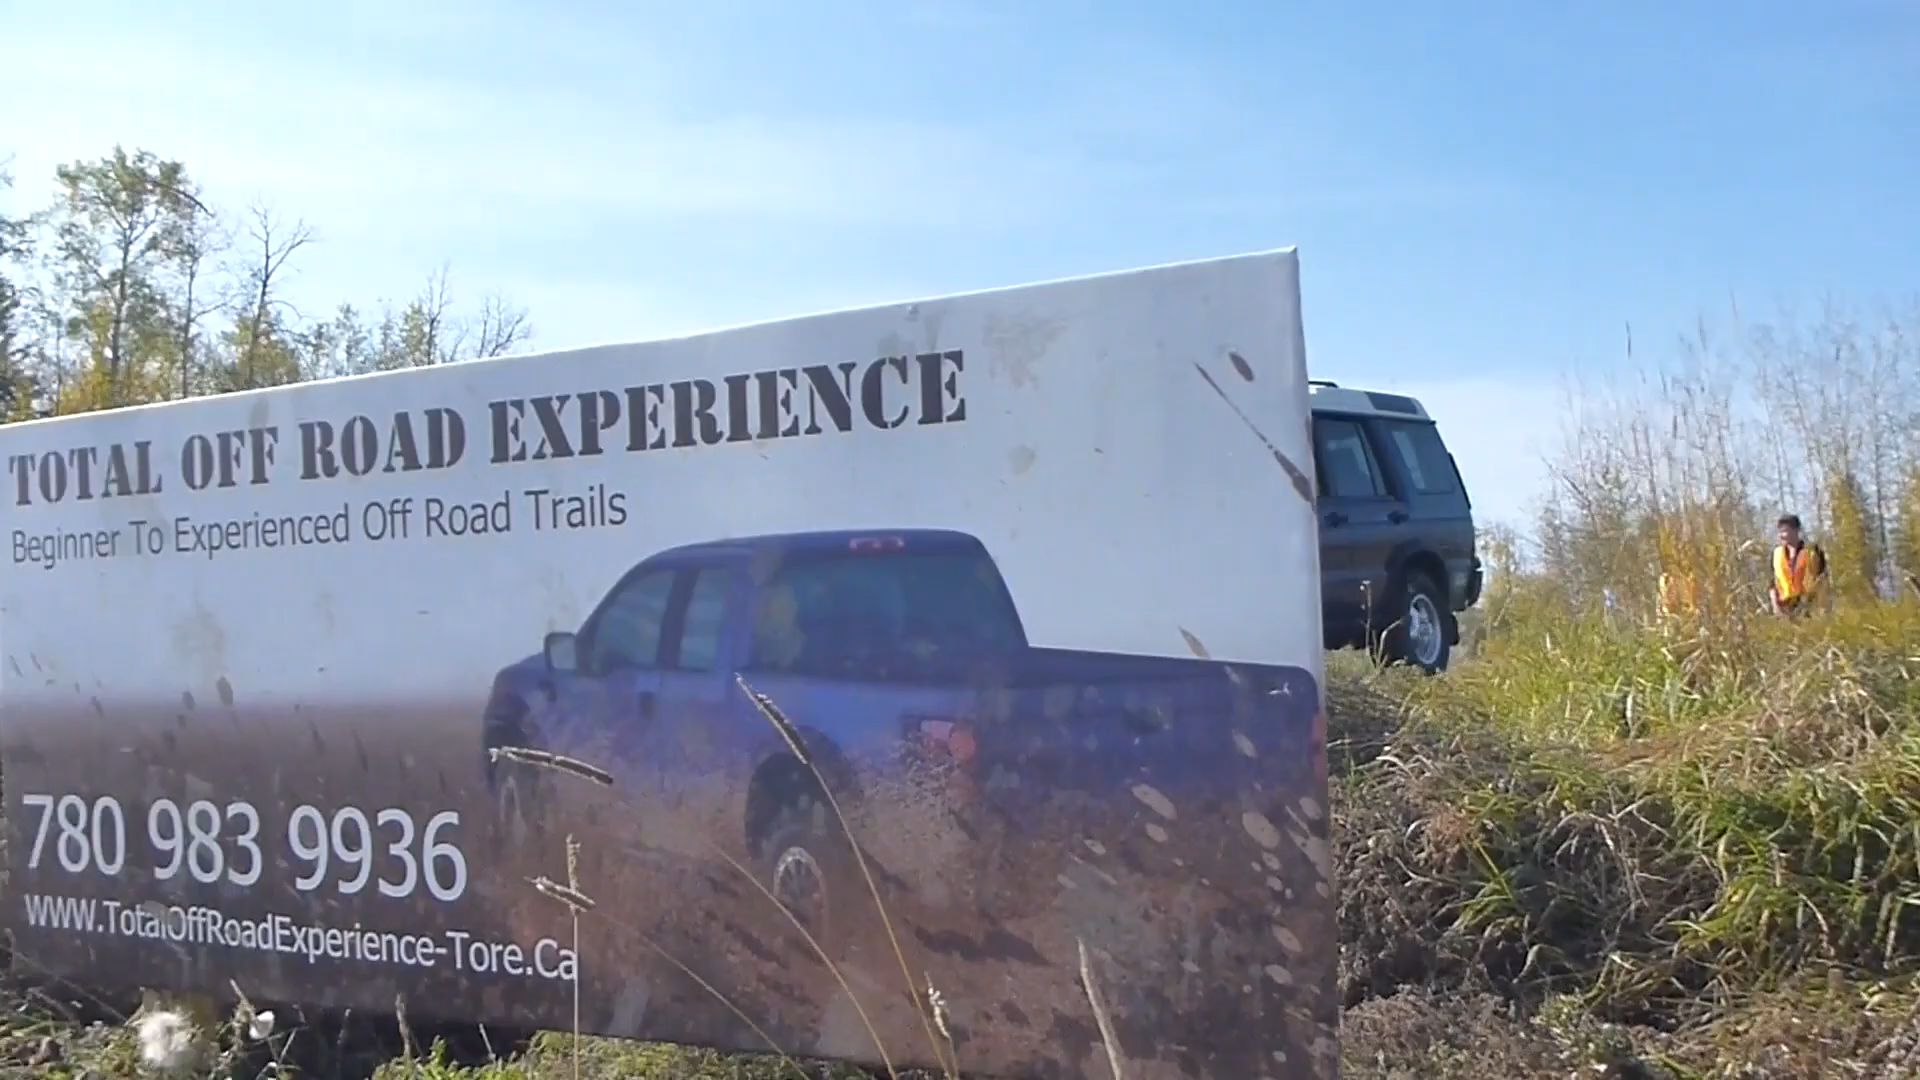 TOTAL OFF ROAD EXPERIENCE
Beginner To Experienced Off Road Trails
780 983 9936
www.TotalOffRoadExperience-Tore.Ca